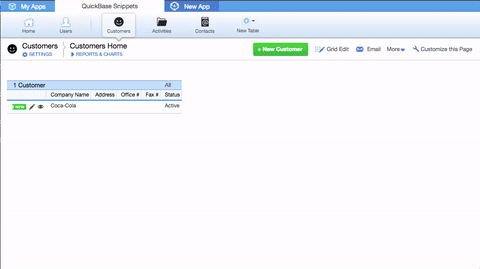 My Apps QuickBase Snippets New App
Home Users Customers Activities Contacts New Table
Customers Customers Home
SETTINGS REPORTS & CHARTS
+ New Customer Grid Edit Email More Customize this Page
1 Customer All
Company Name Address Office # Fax # Status
NEW Coca-Cola Active